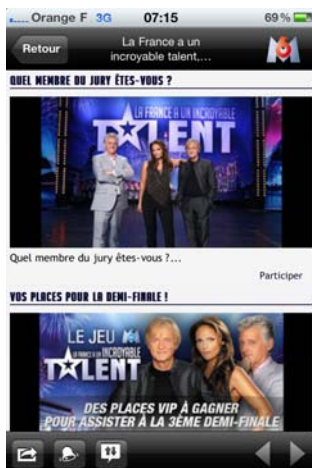 Orange F 3G 07:15 69 %
Retour
La France a un
incroyable talent,...
M6
QUEL MEMBRE DU JURY ÊTES-VOUS ?
LA FRANCE A UN INCROYABLE
TALENT
Quel membre du jury êtes-vous ?...
Participer
VOS PLACES POUR LA DEMI-FINALE !
LE JEU M6
LA FRANCE A UN INCROYABLE
TALENT
DES PLACES VIP À GAGNER
POUR ASSISTER À LA 3ÈME DEMI-FINALE